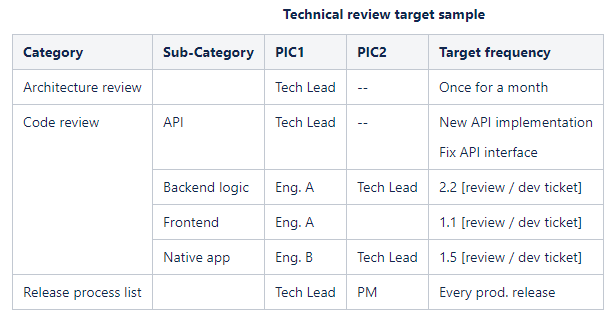 Technical review target sample
Category Sub-Category PIC1 PIC2 Target frequency
Architecture review Tech Lead -- Once for a month
Code review API Tech Lead -- New API implementation
Fix API interface
Backend logic Eng. A Tech Lead 2.2 [review / dev ticket]
Frontend Eng. A 1.1 [review / dev ticket]
Native app Eng. B Tech Lead 1.5 [review / dev ticket]
Release process list Tech Lead PM Every prod. release